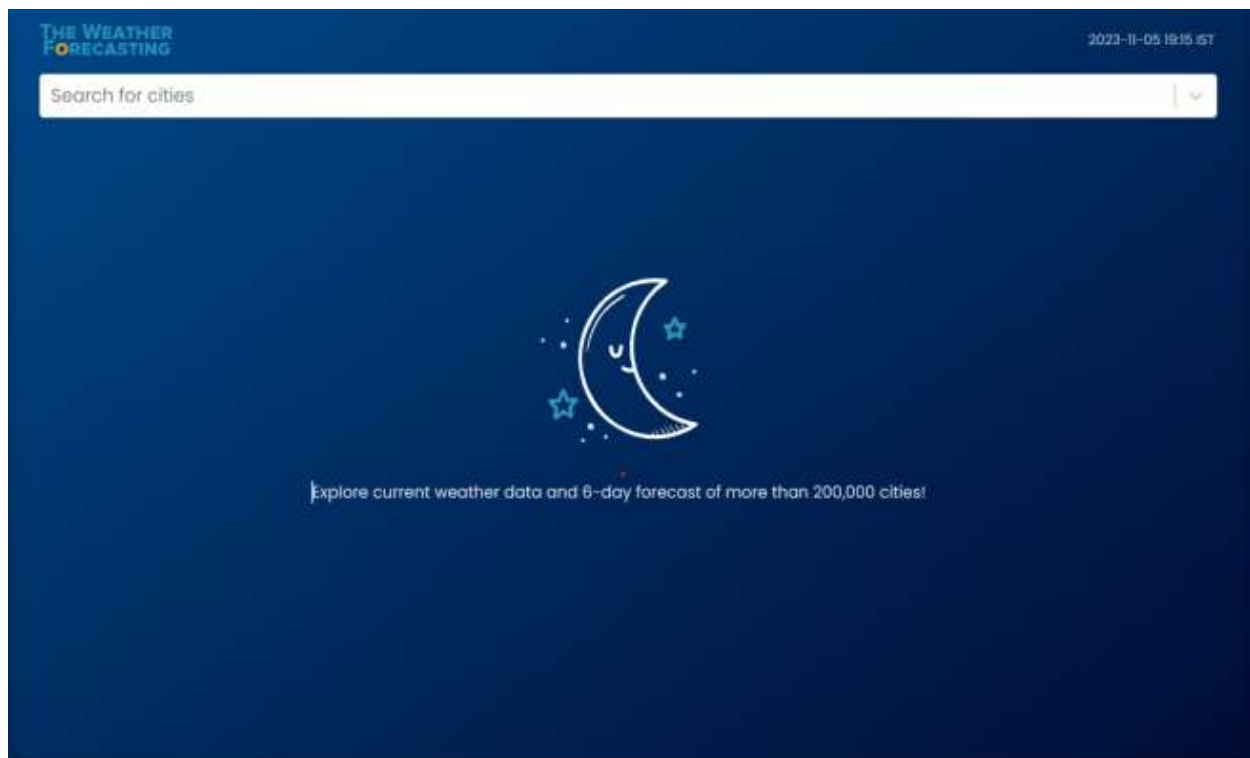 THE WEATHER
FORECASTING
2023-11-05 19:15 IST
Search for cities
Explore current weather data and 6-day forecast of more than 200,000 cities!